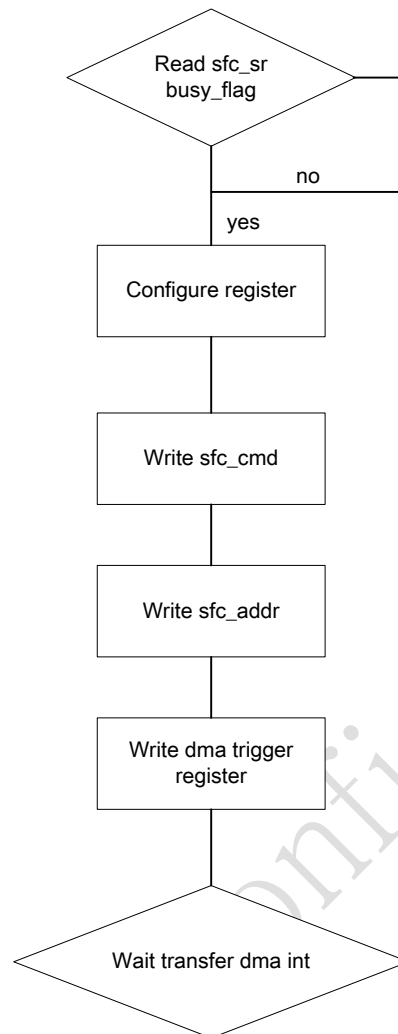 Read sfc_sr
busy_flag
no
yes
Configure register
Write sfc_cmd
Write sfc_addr
Write dma trigger
register
Wait transfer dma int
onfi